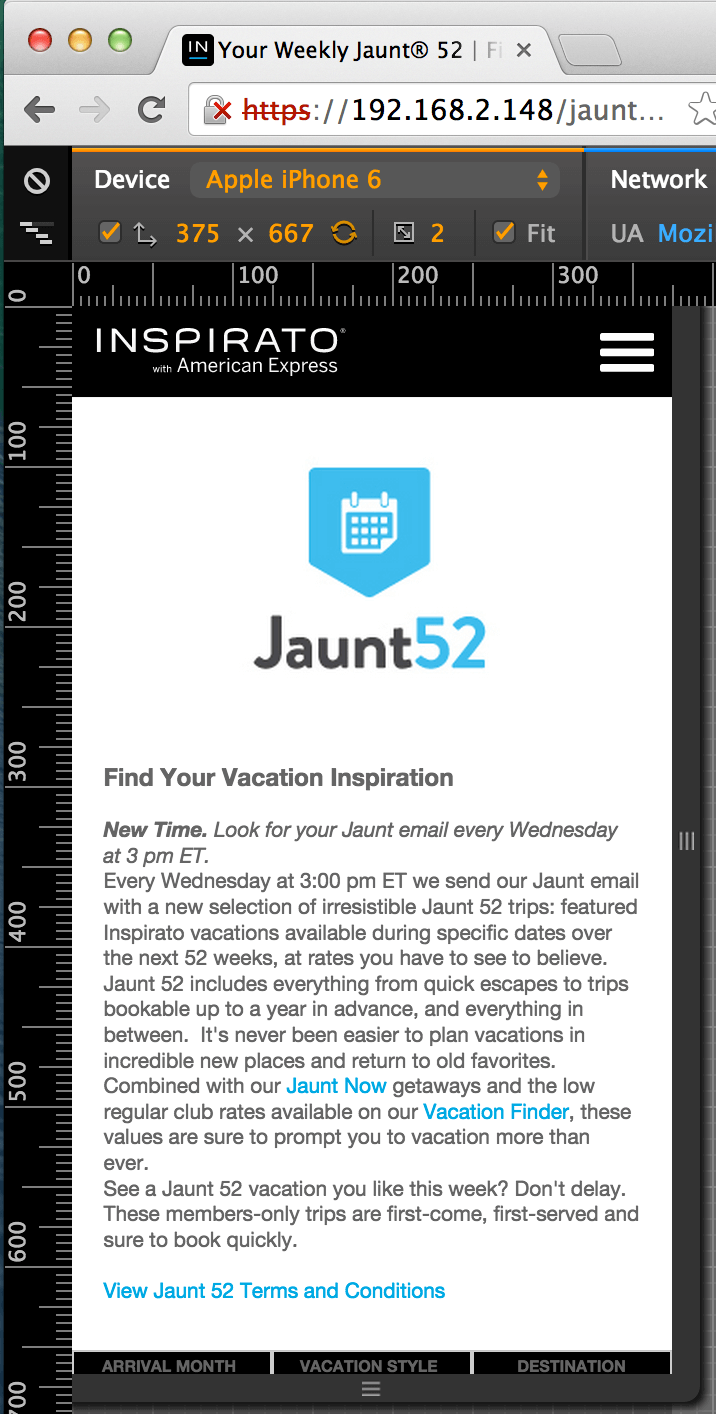 IN Your Weekly Jaunt® 52 | Fi
https://192.168.2.148/jaunt...
Device Apple iPhone 6 Network
375 × 667 2 Fit UA Mozi
0 100 200 300
0
100
200
300
400
500
600
700
INSPIRATO®
with American Express
Jaunt52
Find Your Vacation Inspiration
New Time. Look for your Jaunt email every Wednesday
at 3 pm ET.
Every Wednesday at 3:00 pm ET we send our Jaunt email
with a new selection of irresistible Jaunt 52 trips: featured
Inspirato vacations available during specific dates over
the next 52 weeks, at rates you have to see to believe.
Jaunt 52 includes everything from quick escapes to trips
bookable up to a year in advance, and everything in
between.  It's never been easier to plan vacations in
incredible new places and return to old favorites.
Combined with our Jaunt Now getaways and the low
regular club rates available on our Vacation Finder, these
values are sure to prompt you to vacation more than
ever.
See a Jaunt 52 vacation you like this week? Don't delay.
These members-only trips are first-come, first-served and
sure to book quickly.
View Jaunt 52 Terms and Conditions
ARRIVAL MONTH VACATION STYLE DESTINATION